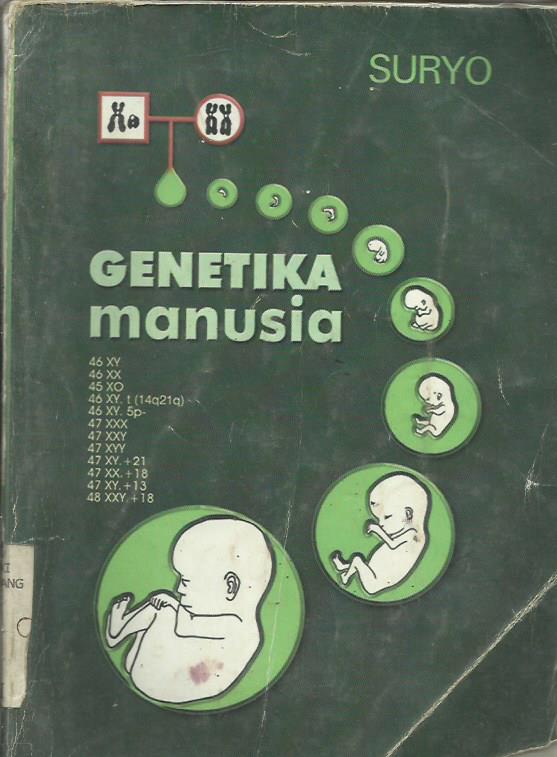 SURYO
GENETIKA
manusia
46 XY
46 XX
45 XO
46 XY. t (14q21q)
46 XY. 5p-
47 XXX
47 XXY
47 XYY
47 XY.+21
47 XX.+18
47 XY.+13
48 XXY.+18
ANG
C